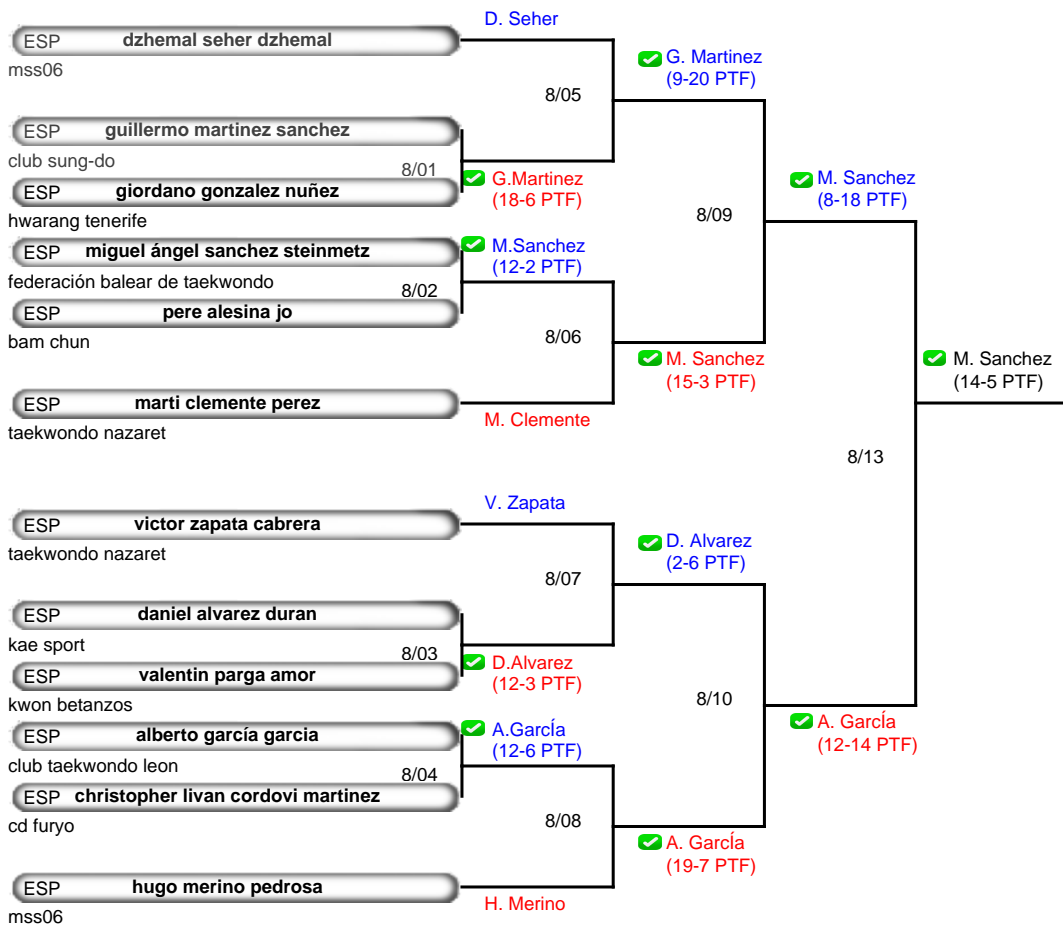 D. Seher
ESP dzhemal seher dzhemal
mss06
G. Martinez
(9-20 PTF)
8/05
ESP guillermo martinez sanchez
club sung-do
8/01
ESP giordano gonzalez nuñez
hwarang tenerife
G.Martinez
(18-6 PTF)
M. Sanchez
(8-18 PTF)
8/09
ESP miguel ángel sanchez steinmetz
federación balear de taekwondo
M.Sanchez
(12-2 PTF)
8/02
ESP pere alesina jo
bam chun
8/06
M. Sanchez
(15-3 PTF)
M. Sanchez
(14-5 PTF)
ESP marti clemente perez
taekwondo nazaret
M. Clemente
8/13
V. Zapata
ESP victor zapata cabrera
taekwondo nazaret
D. Alvarez
(2-6 PTF)
8/07
ESP daniel alvarez duran
kae sport
8/03
ESP valentin parga amor
kwon betanzos
D.Alvarez
(12-3 PTF)
8/10
ESP alberto garcía garcia
club taekwondo leon
A.GarcÍa
(12-6 PTF)
A. GarcÍa
(12-14 PTF)
8/04
ESP christopher livan cordovi martinez
cd furyo
8/08
A. GarcÍa
(19-7 PTF)
ESP hugo merino pedrosa
mss06
H. Merino